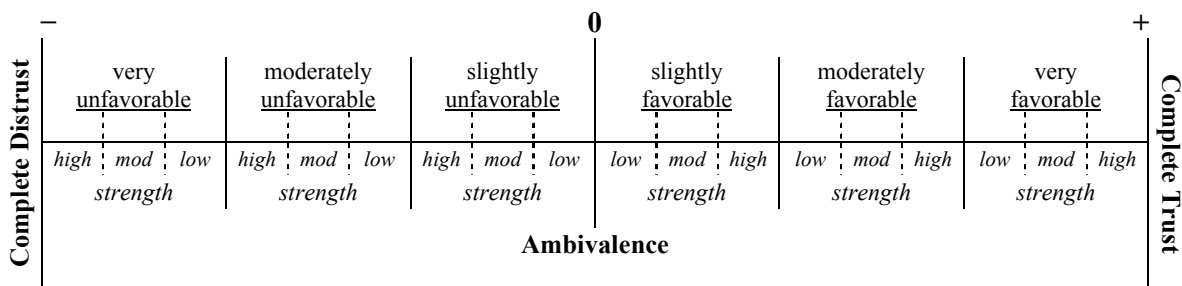 − 0 +
Complete Distrust
very moderately slightly slightly moderately very
unfavorable unfavorable unfavorable favorable favorable favorable
high mod low high mod low high mod low low mod high low mod high low mod high
strength strength strength strength strength strength
Complete Trust
Ambivalence